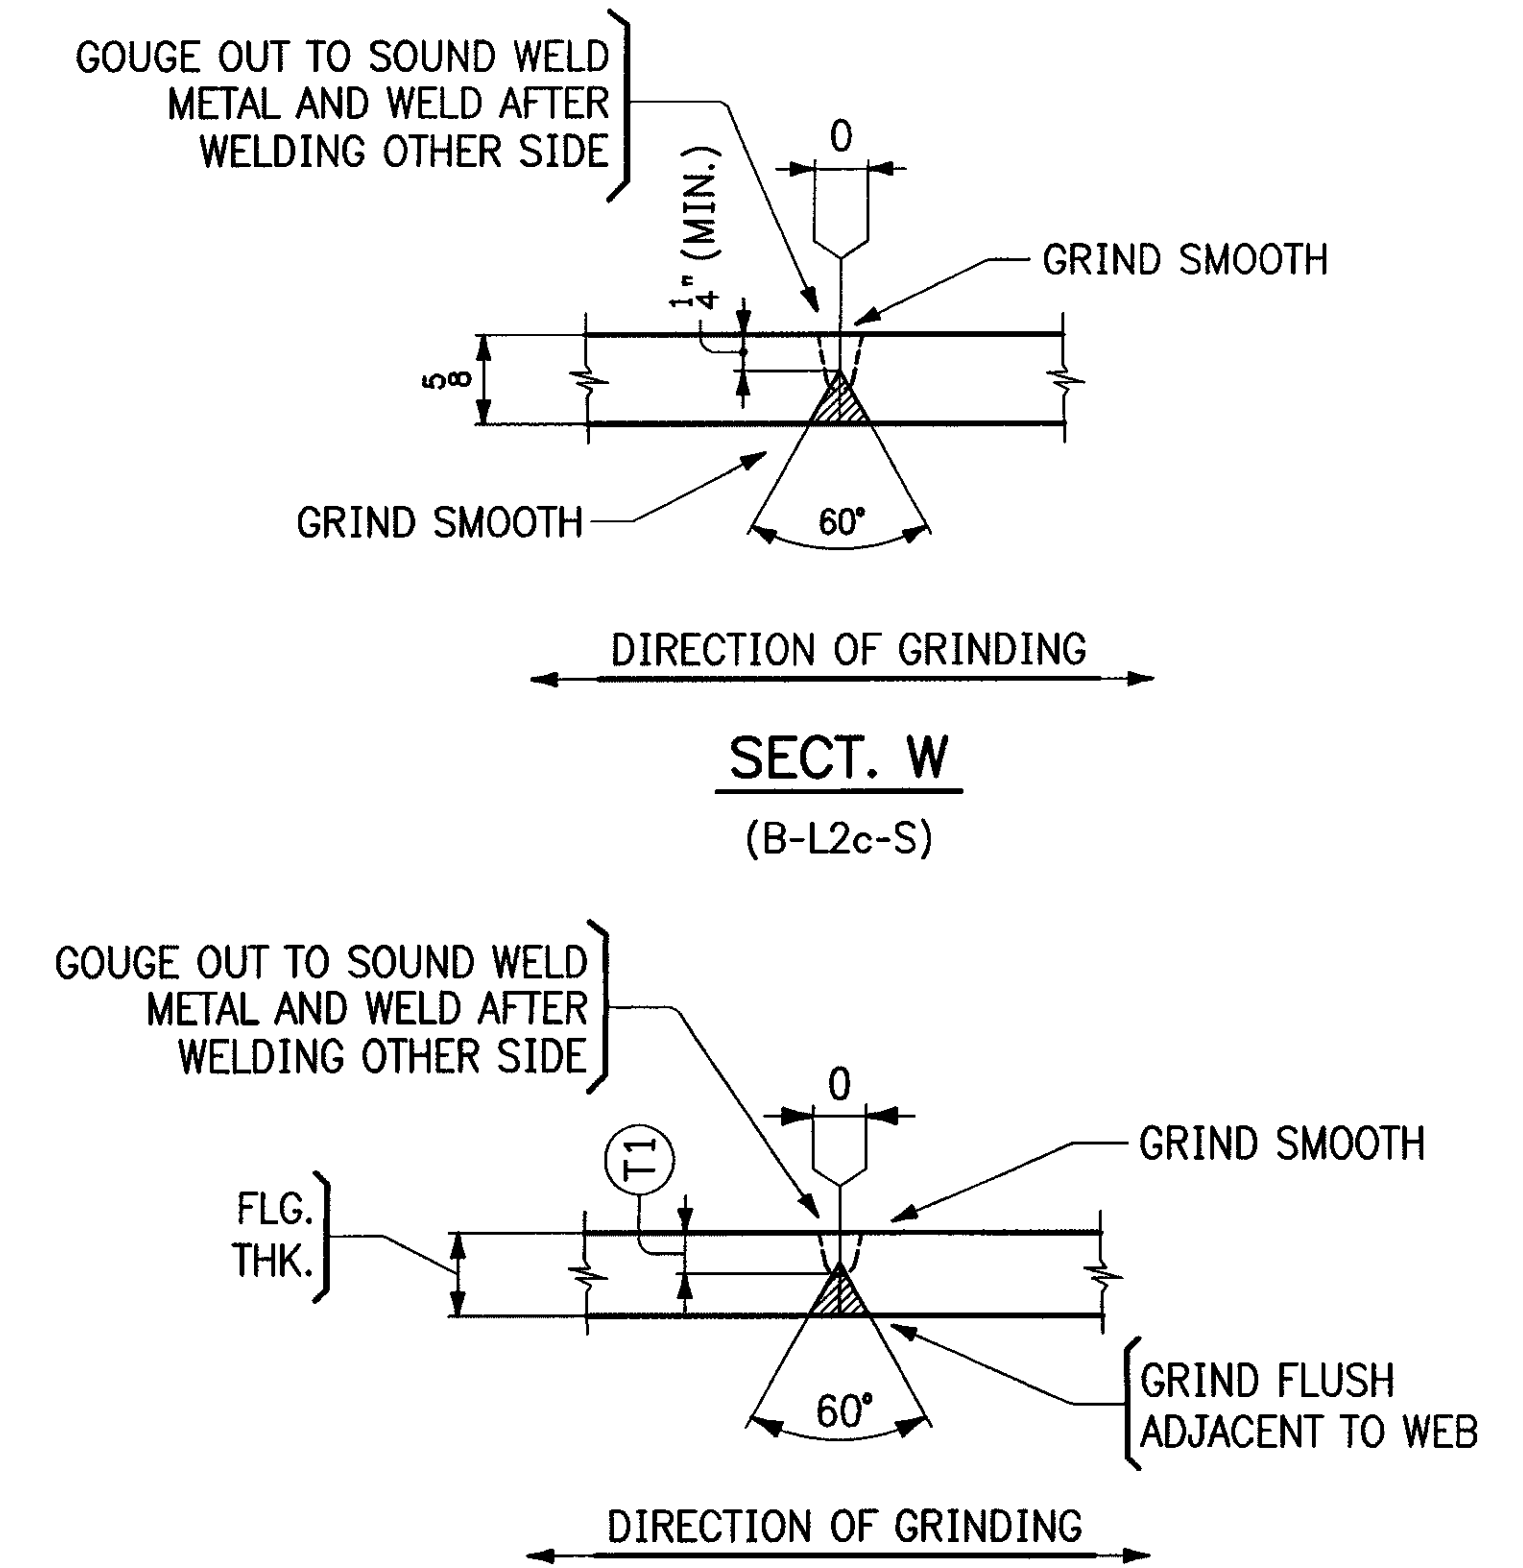 GOUGE OUT TO SOUND WELD
METAL AND WELD AFTER
WELDING OTHER SIDE
0
1/4" (MIN.)
GRIND SMOOTH
5/8
GRIND SMOOTH
60°
DIRECTION OF GRINDING
SECT. W
(B-L2c-S)
GOUGE OUT TO SOUND WELD
METAL AND WELD AFTER
WELDING OTHER SIDE
0
T1
GRIND SMOOTH
FLG.
THK.
60°
GRIND FLUSH
ADJACENT TO WEB
DIRECTION OF GRINDING